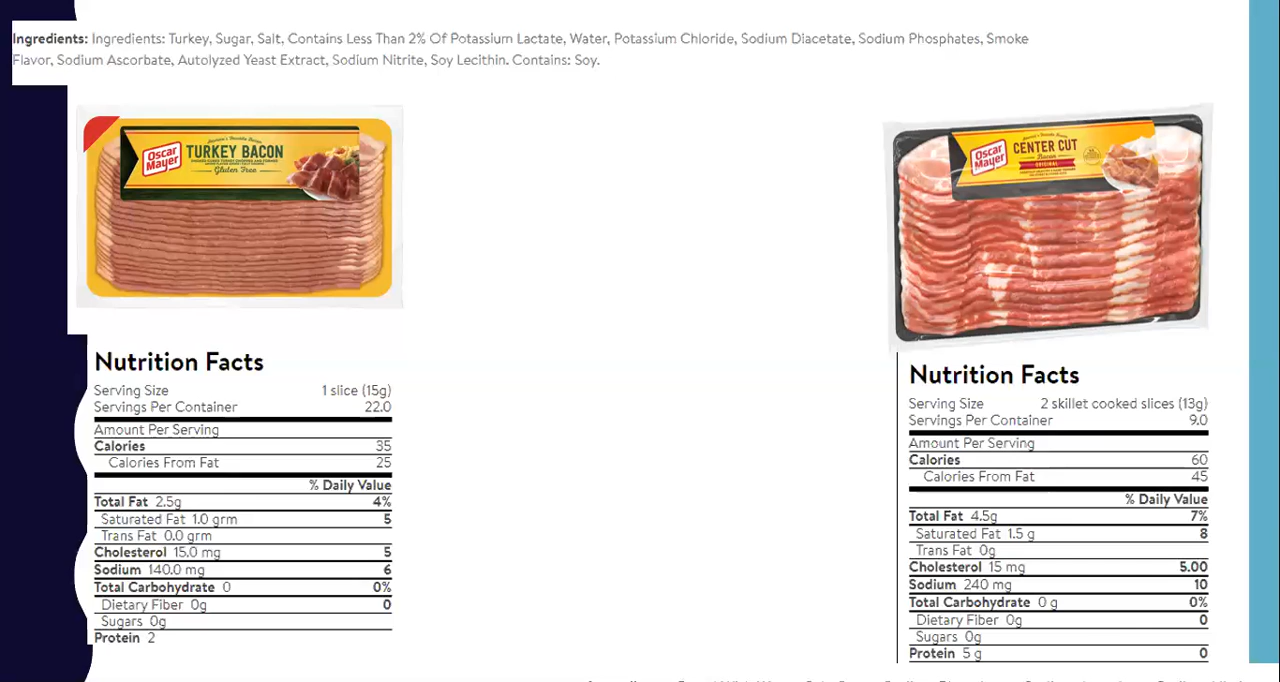 Ingredients: Ingredients: Turkey, Sugar, Salt, Contains Less Than 2% Of Potassium Lactate, Water, Potassium Chloride, Sodium Diacetate, Sodium Phosphates, Smoke
Flavor, Sodium Ascorbate, Autolyzed Yeast Extract, Sodium Nitrite, Soy Lecithin. Contains: Soy.
Oscar
Mayer
TURKEY BACON
Gluten Free
Oscar
Mayer
CENTER CUT
Bacon
ORIGINAL
Nutrition Facts
Serving Size 1 slice (15g)
Servings Per Container 22.0
Amount Per Serving
Calories 35
Calories From Fat 25
% Daily Value
Total Fat 2.5g 4%
Saturated Fat 1.0 grm 5
Trans Fat 0.0 grm
Cholesterol 15.0 mg 5
Sodium 140.0 mg 6
Total Carbohydrate 0 0%
Dietary Fiber 0g 0
Sugars 0g
Protein 2
Nutrition Facts
Serving Size 2 skillet cooked slices (13g)
Servings Per Container 9.0
Amount Per Serving
Calories 60
Calories From Fat 45
% Daily Value
Total Fat 4.5g 7%
Saturated Fat 1.5 g 8
Trans Fat 0g
Cholesterol 15 mg 5.00
Sodium 240 mg 10
Total Carbohydrate 0 g 0%
Dietary Fiber 0g 0
Sugars 0g
Protein 5 g 0